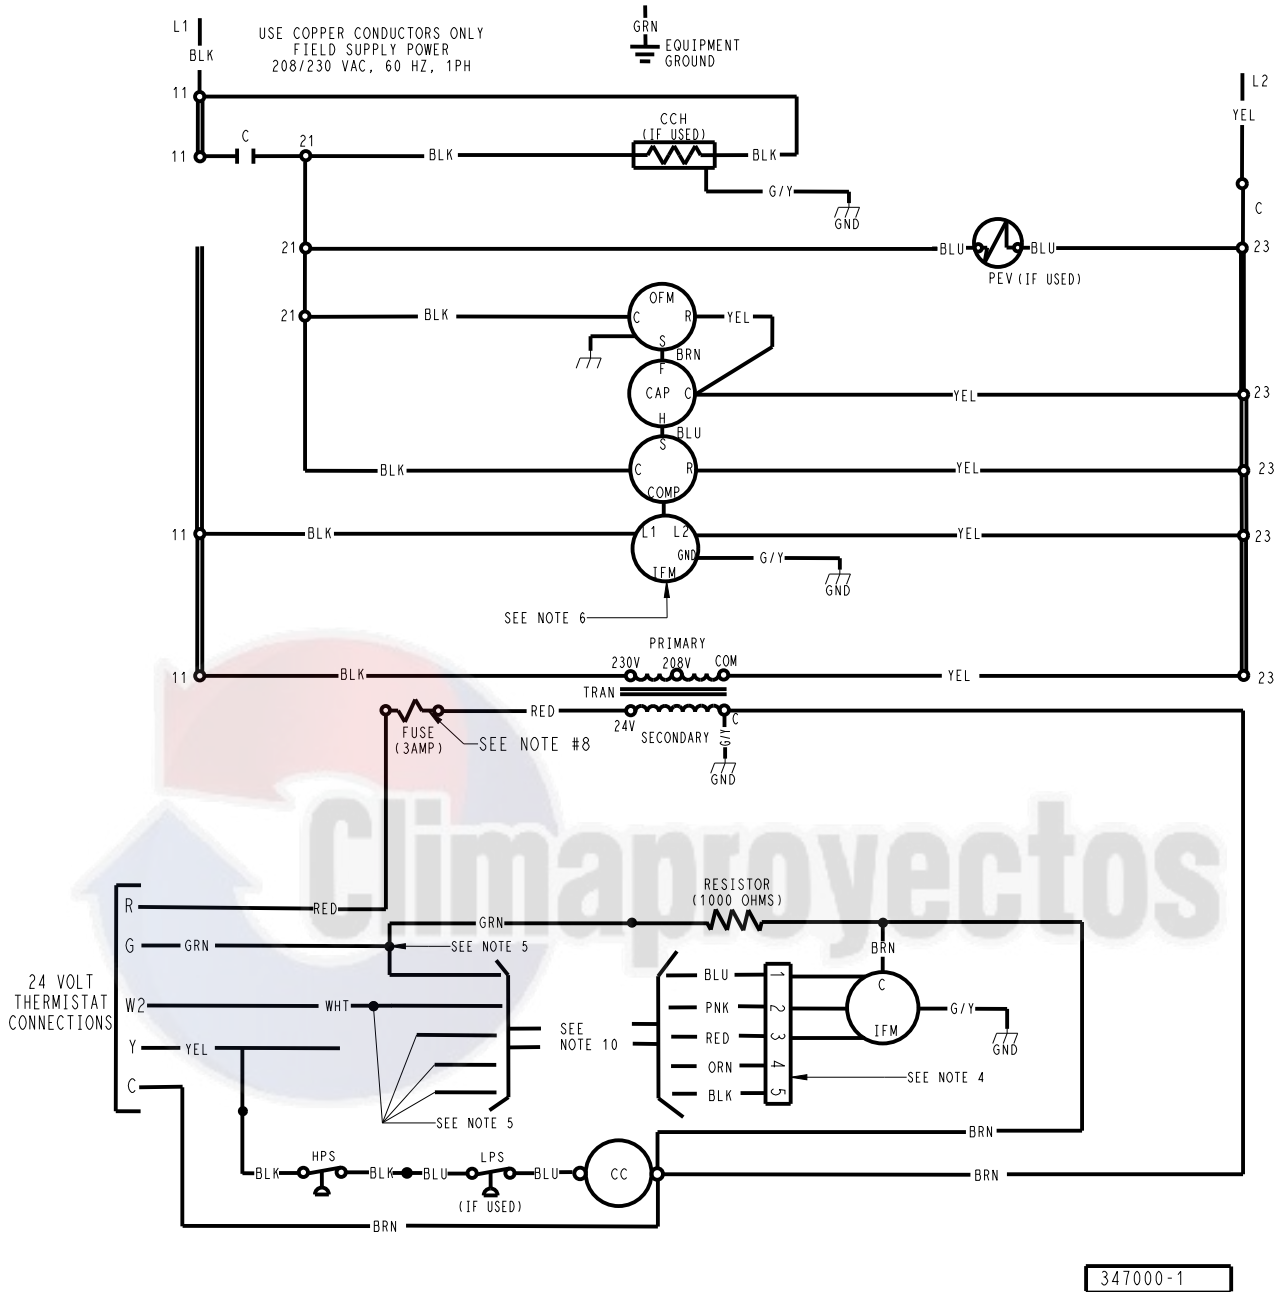 L1
BLK
USE COPPER CONDUCTORS ONLY
FIELD SUPPLY POWER
208/230 VAC, 60 HZ, 1PH
GRN
EQUIPMENT
GROUND
L2
YEL
11
CCH
(IF USED)
11
C
21
BLK
BLK
G/Y
GND
C
21
BLU
BLU
23
PEV (IF USED)
OFM
21
BLK
C
R
YEL
S
BRN
F
CAP
C
YEL
23
H
BLU
S
BLK
C
R
YEL
23
COMP
11
BLK
L1
L2
YEL
23
GND
G/Y
IFM
GND
SEE NOTE 6
PRIMARY
230V
208V
COM
11
BLK
YEL
23
TRAN
RED
24V
C
FUSE
(3AMP)
SEE NOTE #8
SECONDARY
G/Y
GND
Climaproyectos
RESISTOR
(1000 OHMS)
R
RED
GRN
G
GRN
SEE NOTE 5
BRN
24 VOLT
THERMISTAT
CONNECTIONS
BLU
1
C
W2
WHT
PNK
2
G/Y
SEE
NOTE 10
RED
3
IFM
GND
Y
YEL
ORN
4
SEE NOTE 4
C
BLK
5
SEE NOTE 5
BRN
HPS
LPS
BLK
BLK
BLU
BLU
CC
BRN
(IF USED)
BRN
347000-1